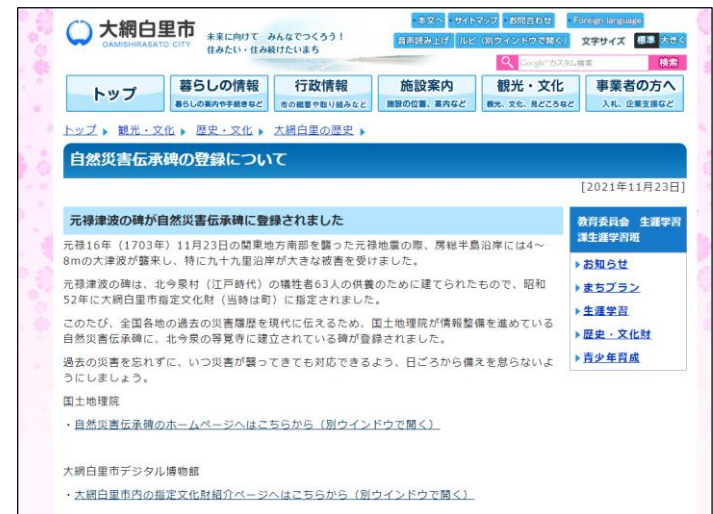 本文へ サイトマップ お問合わせ Foreign language
大網白里市
OAMISHIRASATO CITY
未来に向けて みんなでつくろう!
住みたい・住み続けたいまち
音声読み上げ ルビ(別ウインドウで開く) 文字サイズ 標準 大きく
Google カスタム検索 検索
トップ
暮らしの情報
暮らしの案内や手続きなど
行政情報
市の概要や取り組みなど
施設案内
施設の位置、案内など
観光・文化
観光、文化、見どころなど
事業者の方へ
入札、企業支援など
トップ 観光・文化 歴史・文化 大網白里の歴史
自然災害伝承碑の登録について
[2021年11月23日]
元禄津波の碑が自然災害伝承碑に登録されました
元禄16年(1703年)11月23日の関東地方南部を襲った元禄地震の際、房総半島沿岸には4~
8mの大津波が襲来し、特に九十九里沿岸が大きな被害を受けました。
元禄津波の碑は、北今泉村(江戸時代)の犠牲者63人の供養のために建てられたもので、昭和
52年に大網白里市指定文化財(当時は町)に指定されました。
このたび、全国各地の過去の災害履歴を現代に伝えるため、国土地理院が情報整備を進めている
自然災害伝承碑に、北今泉の等覚寺に建立されている碑が登録されました。
過去の災害を忘れずに、いつ災害が襲ってきても対応できるよう、日ごろから備えを怠らないよ
うにしましょう。
国土地理院
・自然災害伝承碑のホームページへはこちらから(別ウインドウで開く)
大網白里市デジタル博物館
・大網白里市内の指定文化財紹介ページへはこちらから(別ウインドウで開く)
教育委員会 生涯学習
課生涯学習班
お知らせ
まちプラン
生涯学習
歴史・文化財
青少年育成